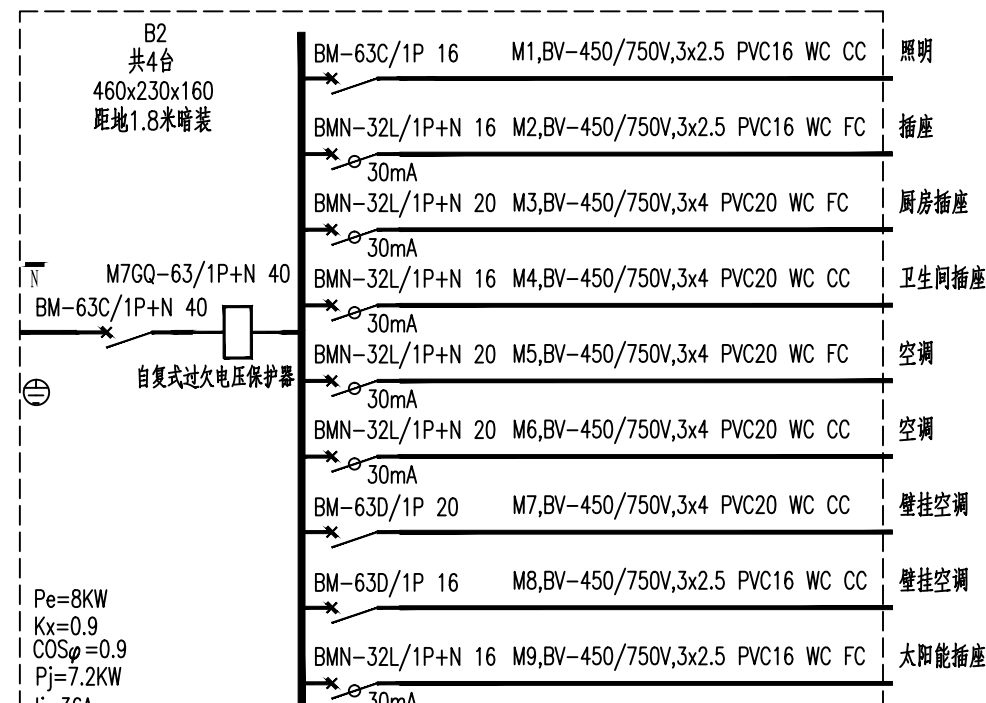 B2
共4台
460x230x160
距地1.8米暗装
N
M7GQ-63/1P+N 40
BM-63C/1P+N 40
自复式过欠电压保护器
Pe=8KW
Kx=0.9
COSφ=0.9
Pj=7.2KW
BM-63C/1P 16 M1,BV-450/750V,3x2.5 PVC16 WC CC 照明
BMN-32L/1P+N 16 M2,BV-450/750V,3x2.5 PVC16 WC FC 插座
30mA
BMN-32L/1P+N 20 M3,BV-450/750V,3x4 PVC20 WC FC 厨房插座
30mA
BMN-32L/1P+N 16 M4,BV-450/750V,3x4 PVC20 WC CC 卫生间插座
30mA
BMN-32L/1P+N 20 M5,BV-450/750V,3x4 PVC20 WC FC 空调
30mA
BMN-32L/1P+N 20 M6,BV-450/750V,3x4 PVC20 WC CC 空调
30mA
BM-63D/1P 20 M7,BV-450/750V,3x4 PVC20 WC CC 壁挂空调
BM-63D/1P 16 M8,BV-450/750V,3x2.5 PVC16 WC CC 壁挂空调
BMN-32L/1P+N 16 M9,BV-450/750V,3x2.5 PVC16 WC FC 太阳能插座
30mA